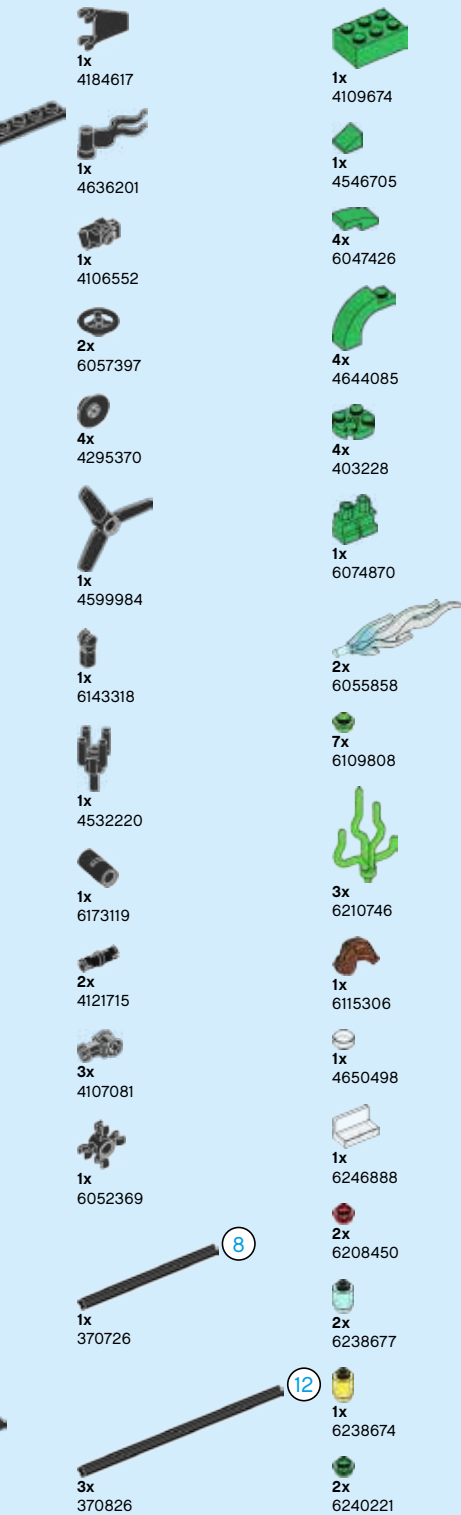 1x
4184617
1x
4636201
1x
4106552
2x
6057397
4x
4295370
1x
4599984
1x
6143318
1x
4532220
1x
6173119
2x
4121715
3x
4107081
1x
6052369
8
1x
370726
12
3x
370826
1x
4109674
1x
4546705
4x
6047426
4x
4644085
4x
403228
1x
6074870
2x
6055858
7x
6109808
3x
6210746
1x
6115306
1x
4650498
1x
6246888
2x
6208450
2x
6238677
1x
6238674
2x
6240221